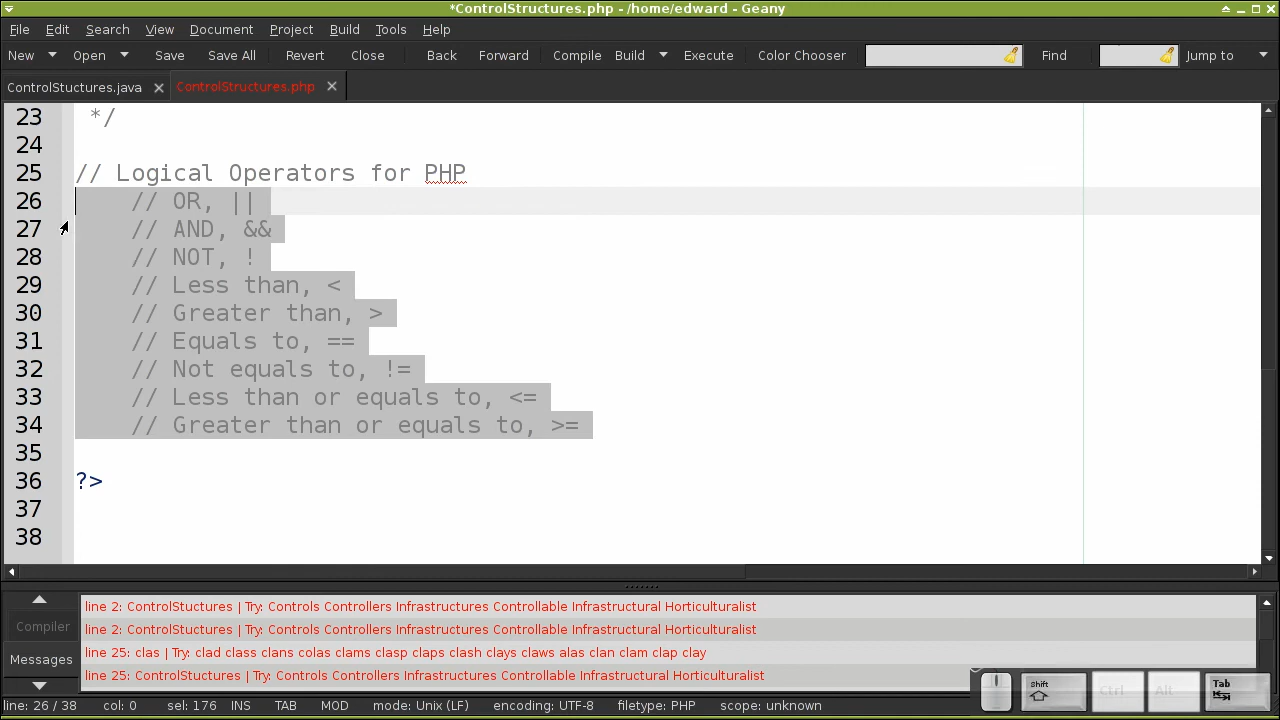 *ControlStructures.php - /home/edward - Geany
File Edit Search View Document Project Build Tools Help
New Open Save Save All Revert Close Back Forward Compile Build Execute Color Chooser Find Jump to
ControlStuctures.java ControlStructures.php
23 */
24
25 // Logical Operators for PHP
26 // OR, ||
27 // AND, &&
28 // NOT, !
29 // Less than, <
30 // Greater than, >
31 // Equals to, ==
32 // Not equals to, !=
33 // Less than or equals to, <=
34 // Greater than or equals to, >=
35
36 ?>
37
38
line 2: ControlStuctures | Try: Controls Controllers Infrastructures Controllable Infrastructural Horticulturalist
Compiler line 2: ControlStuctures | Try: Controls Controllers Infrastructures Controllable Infrastructural Horticulturalist
Messages line 25: clas | Try: clad class clans colas clams clasp claps clash clays claws alas clan clam clap clay
line 25: ControlStuctures | Try: Controls Controllers Infrastructures Controllable Infrastructural Horticulturalist
Shift Ctrl Alt Tab
line: 26 / 38 col: 0 sel: 176 INS TAB MOD mode: Unix (LF) encoding: UTF-8 filetype: PHP scope: unknown